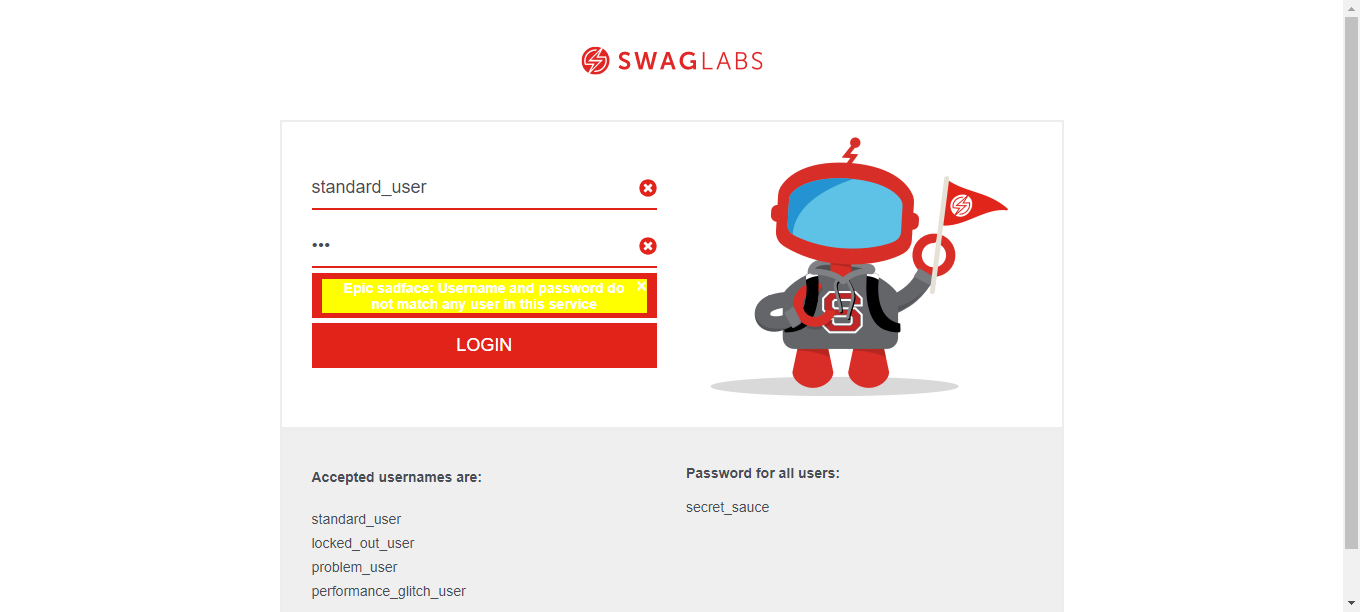 SWAGLABS
standard_user
•••
Epic sadface: Username and password do
not match any user in this service
LOGIN
Accepted usernames are:
standard_user
locked_out_user
problem_user
performance_glitch_user
Password for all users:
secret_sauce